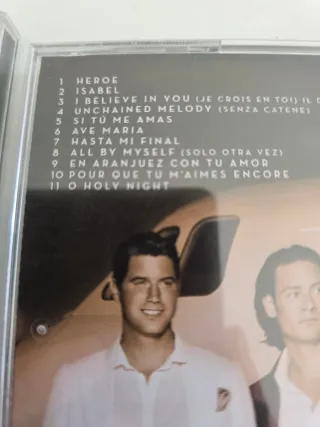 1 HEROE
2 ISABEL
3 I BELIEVE IN YOU (JE CROIS EN TOI) IL D
4 UNCHAINED MELODY (SENZA CATENE)
5 SI TÚ ME AMAS
6 AVE MARIA
7 HASTA MI FINAL
8 ALL BY MYSELF (SOLO OTRA VEZ)
9 EN ARANJUEZ CON TU AMOR
10 POUR QUE TU M'AIMES ENCORE
11 O HOLY NIGHT